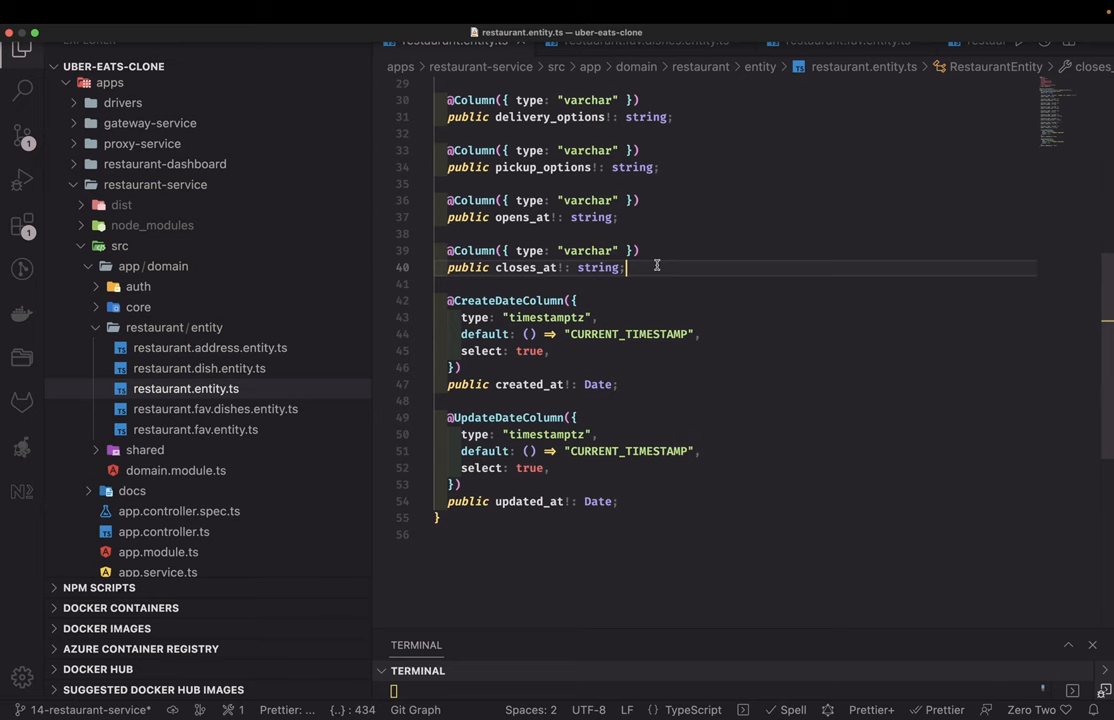 restaurant.entity.ts — uber-eats-clone
UBER-EATS-CLONE
apps
drivers
gateway-service
proxy-service
restaurant-dashboard
restaurant-service
dist
node_modules
src
app/domain
auth
core
restaurant/entity
restaurant.address.entity.ts
restaurant.dish.entity.ts
restaurant.entity.ts
restaurant.fav.dishes.entity.ts
restaurant.fav.entity.ts
shared
domain.module.ts
docs
app.controller.spec.ts
app.controller.ts
app.module.ts
app.service.ts
NPM SCRIPTS
DOCKER CONTAINERS
DOCKER IMAGES
AZURE CONTAINER REGISTRY
DOCKER HUB
SUGGESTED DOCKER HUB IMAGES
apps > restaurant-service > src > app > domain > restaurant > entity > restaurant.entity.ts > RestaurantEntity > closes_
29
30 @Column({ type: "varchar" })
31 public delivery_options!: string;
32
33 @Column({ type: "varchar" })
34 public pickup_options!: string;
35
36 @Column({ type: "varchar" })
37 public opens_at!: string;
38
39 @Column({ type: "varchar" })
40 public closes_at!: string;
41
42 @CreateDateColumn({
43 type: "timestamptz",
44 default: () => "CURRENT_TIMESTAMP",
45 select: true,
46 })
47 public created_at!: Date;
48
49 @UpdateDateColumn({
50 type: "timestamptz",
51 default: () => "CURRENT_TIMESTAMP",
52 select: true,
53 })
54 public updated_at!: Date;
55 }
56
TERMINAL
TERMINAL
14-restaurant-service* 1 Prettier: ... {..} : 434 Git Graph Spaces: 2 UTF-8 LF {} TypeScript Spell Prettier+ Prettier Zero Two